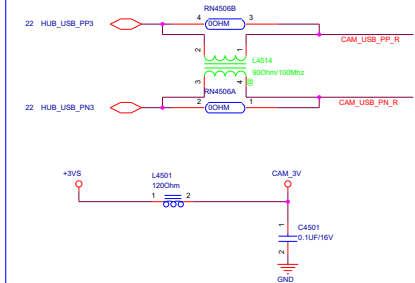 RN4506B
22 HUB_USB_PP3
4 0OHM 3
CAM_USB_PP_R
2 1
L4514
90Ohm/100Mhz
3 4
@
RN4506A
22 HUB_USB_PN3
2 0OHM 1
CAM_USB_PN_R
+3VS
L4501
120Ohm
1 2
CAM_3V
1
C4501
0.1UF/16V
2
GND